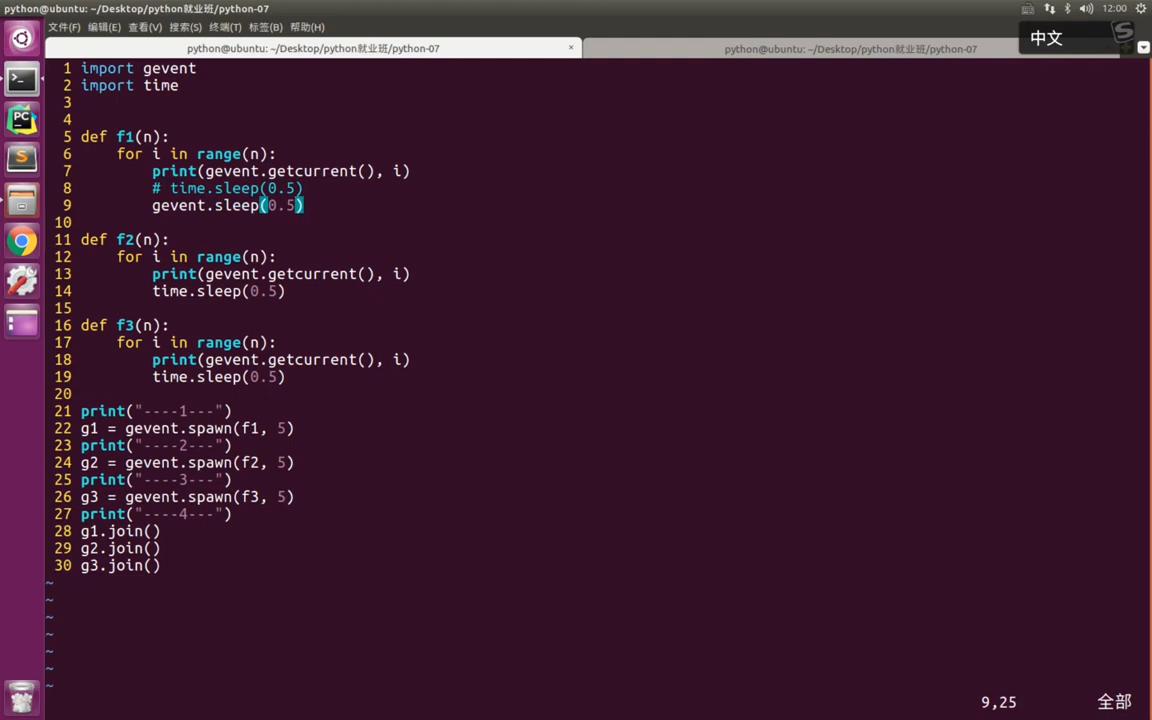 python@ubuntu: ~/Desktop/python就业班/python-07
12:00
文件(F) 编辑(E) 查看(V) 搜索(S) 终端(T) 标签(B) 帮助(H)
中文
python@ubuntu: ~/Desktop/python就业班/python-07 ×
python@ubuntu: ~/Desktop/python就业班/python-07
1 import gevent
2 import time
3
4
5 def f1(n):
6     for i in range(n):
7         print(gevent.getcurrent(), i)
8         # time.sleep(0.5)
9         gevent.sleep(0.5)
10
11 def f2(n):
12     for i in range(n):
13         print(gevent.getcurrent(), i)
14         time.sleep(0.5)
15
16 def f3(n):
17     for i in range(n):
18         print(gevent.getcurrent(), i)
19         time.sleep(0.5)
20
21 print("----1---")
22 g1 = gevent.spawn(f1, 5)
23 print("----2---")
24 g2 = gevent.spawn(f2, 5)
25 print("----3---")
26 g3 = gevent.spawn(f3, 5)
27 print("----4---")
28 g1.join()
29 g2.join()
30 g3.join()
~
~
~
~
~
~
~
9,25 全部